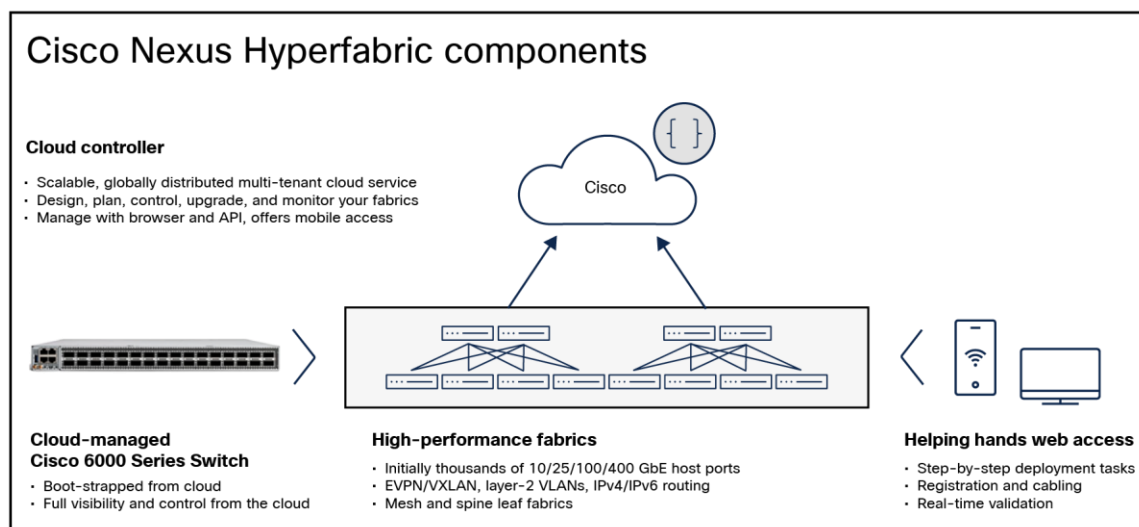 Cisco Nexus Hyperfabric components
Cloud controller
· Scalable, globally distributed multi-tenant cloud service
· Design, plan, control, upgrade, and monitor your fabrics
· Manage with browser and API, offers mobile access
{ }
Cisco
Cloud-managed
Cisco 6000 Series Switch
· Boot-strapped from cloud
· Full visibility and control from the cloud
High-performance fabrics
· Initially thousands of 10/25/100/400 GbE host ports
· EVPN/VXLAN, layer-2 VLANs, IPv4/IPv6 routing
· Mesh and spine leaf fabrics
Helping hands web access
· Step-by-step deployment tasks
· Registration and cabling
· Real-time validation